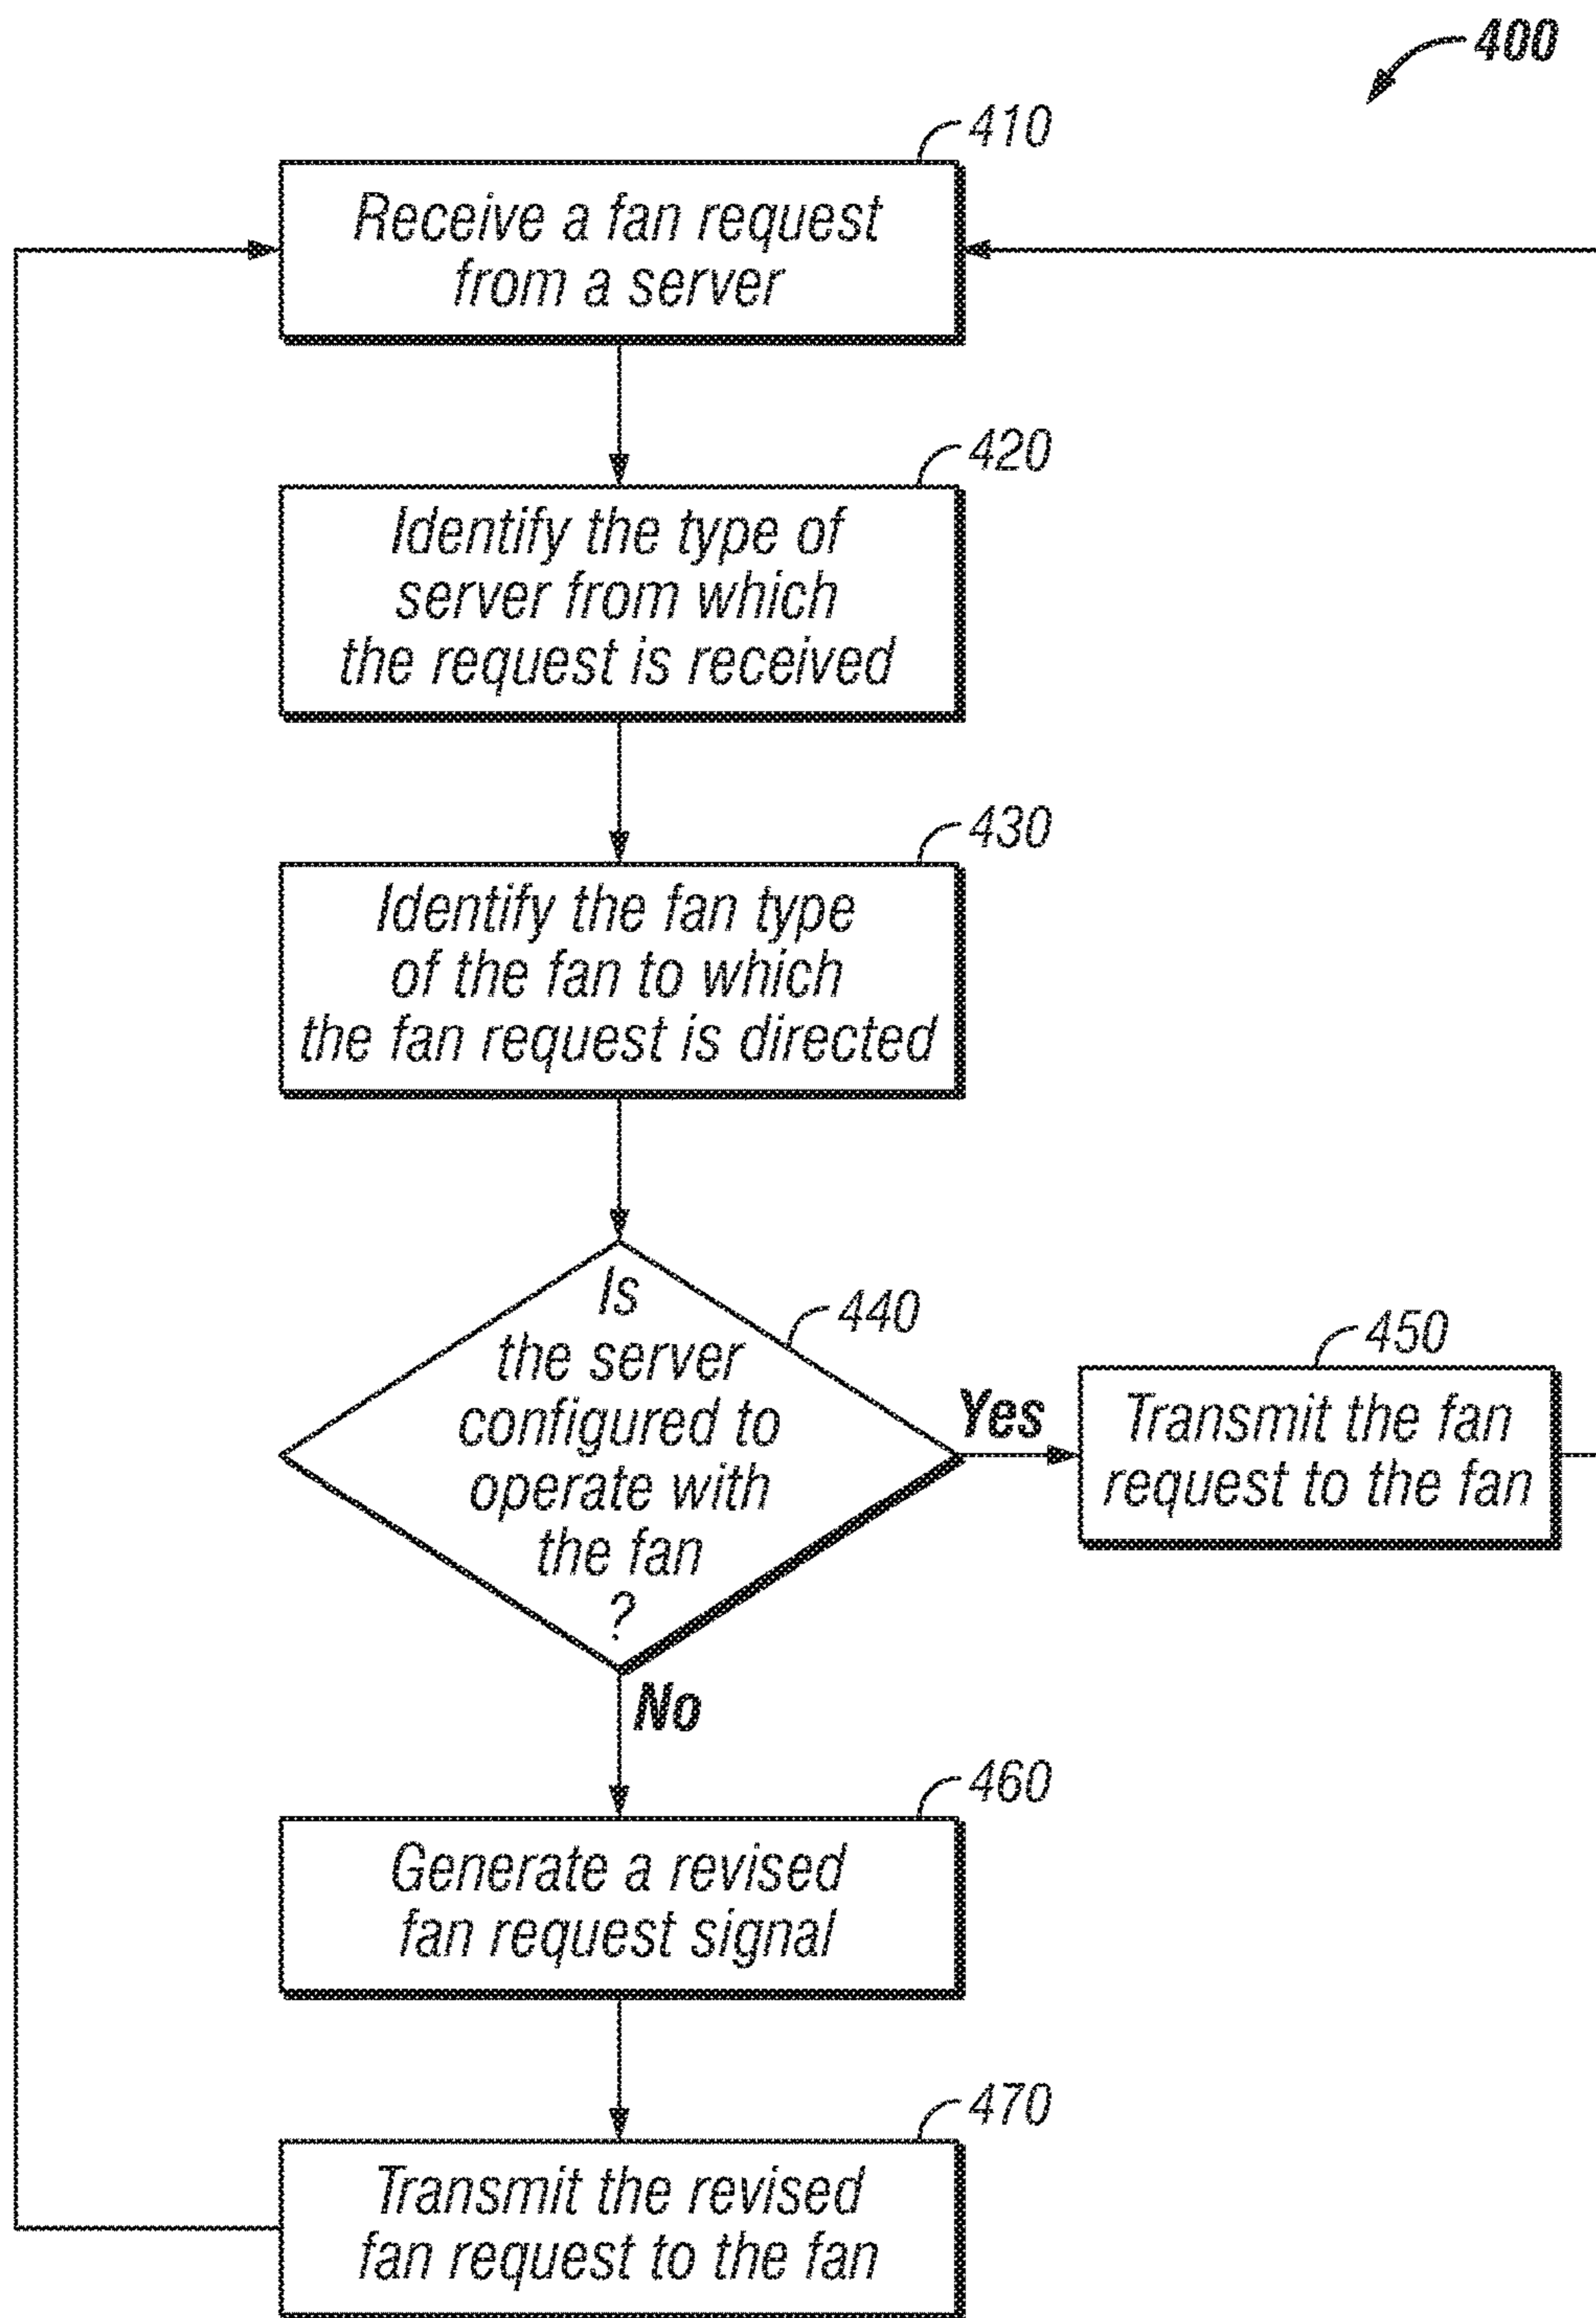 400
410
Receive a fan request
from a server
420
Identify the type of
server from which
the request is received
430
Identify the fan type
of the fan to which
the fan request is directed
440
Is
the server
configured to
operate with
the fan
?
Yes
450
Transmit the fan
request to the fan
No
460
Generate a revised
fan request signal
470
Transmit the revised
fan request to the fan